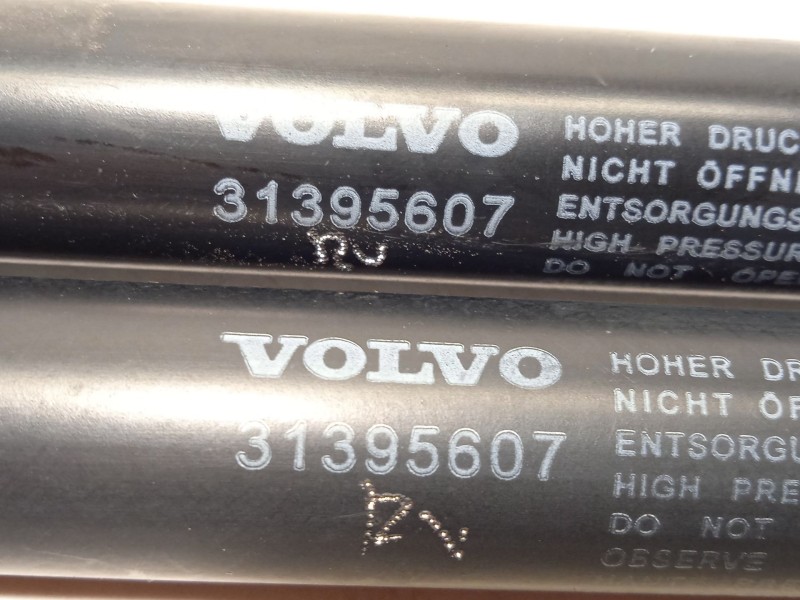 VOLVO
31395607
HOHER DRUC
NICHT ÖFFN
ENTSORGUNGS
HIGH PRESSUR
DO NOT OPE
VOLVO
31395607
HOHER DR
NICHT ÖF
ENTSORGU
HIGH PRE
DO NOT
OBSERVE